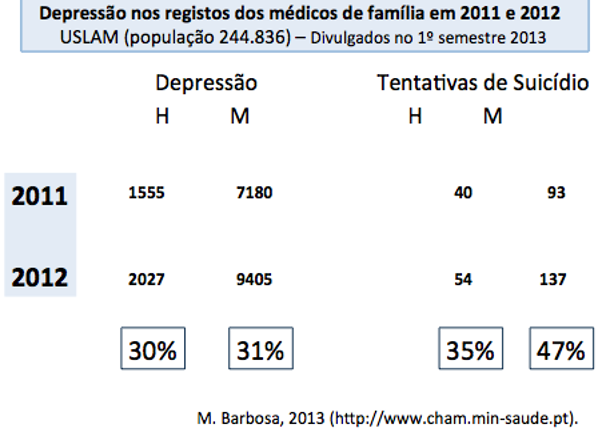 Depressão nos registos dos médicos de família em 2011 e 2012
USLAM (população 244.836) – Divulgados no 1º semestre 2013
Depressão Tentativas de Suicídio
H M H M
2011 1555 7180 40 93
2012 2027 9405 54 137
30% 31% 35% 47%
M. Barbosa, 2013 (http://www.cham.min-saude.pt).